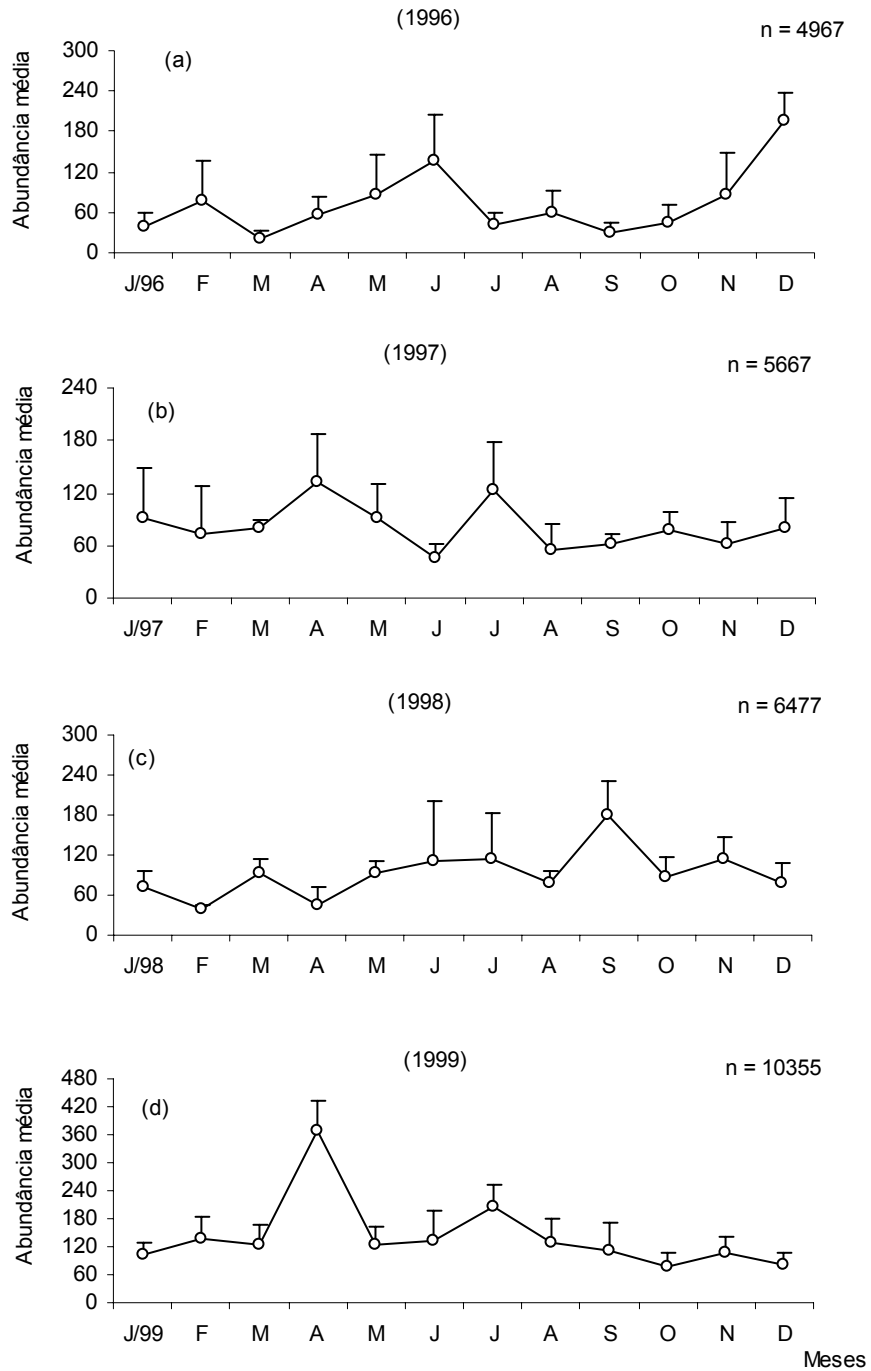 (1996)
n = 4967
(a)
Abundância média
300
240
180
120
60
0
J/96 F M A M J J A S O N D
(1997)
n = 5667
(b)
Abundância média
240
180
120
60
0
J/97 F M A M J J A S O N D
(1998)
n = 6477
(c)
Abundância média
300
240
180
120
60
0
J/98 F M A M J J A S O N D
(1999)
n = 10355
(d)
Abundância média
480
420
360
300
240
180
120
60
0
J/99 F M A M J J A S O N D
Meses